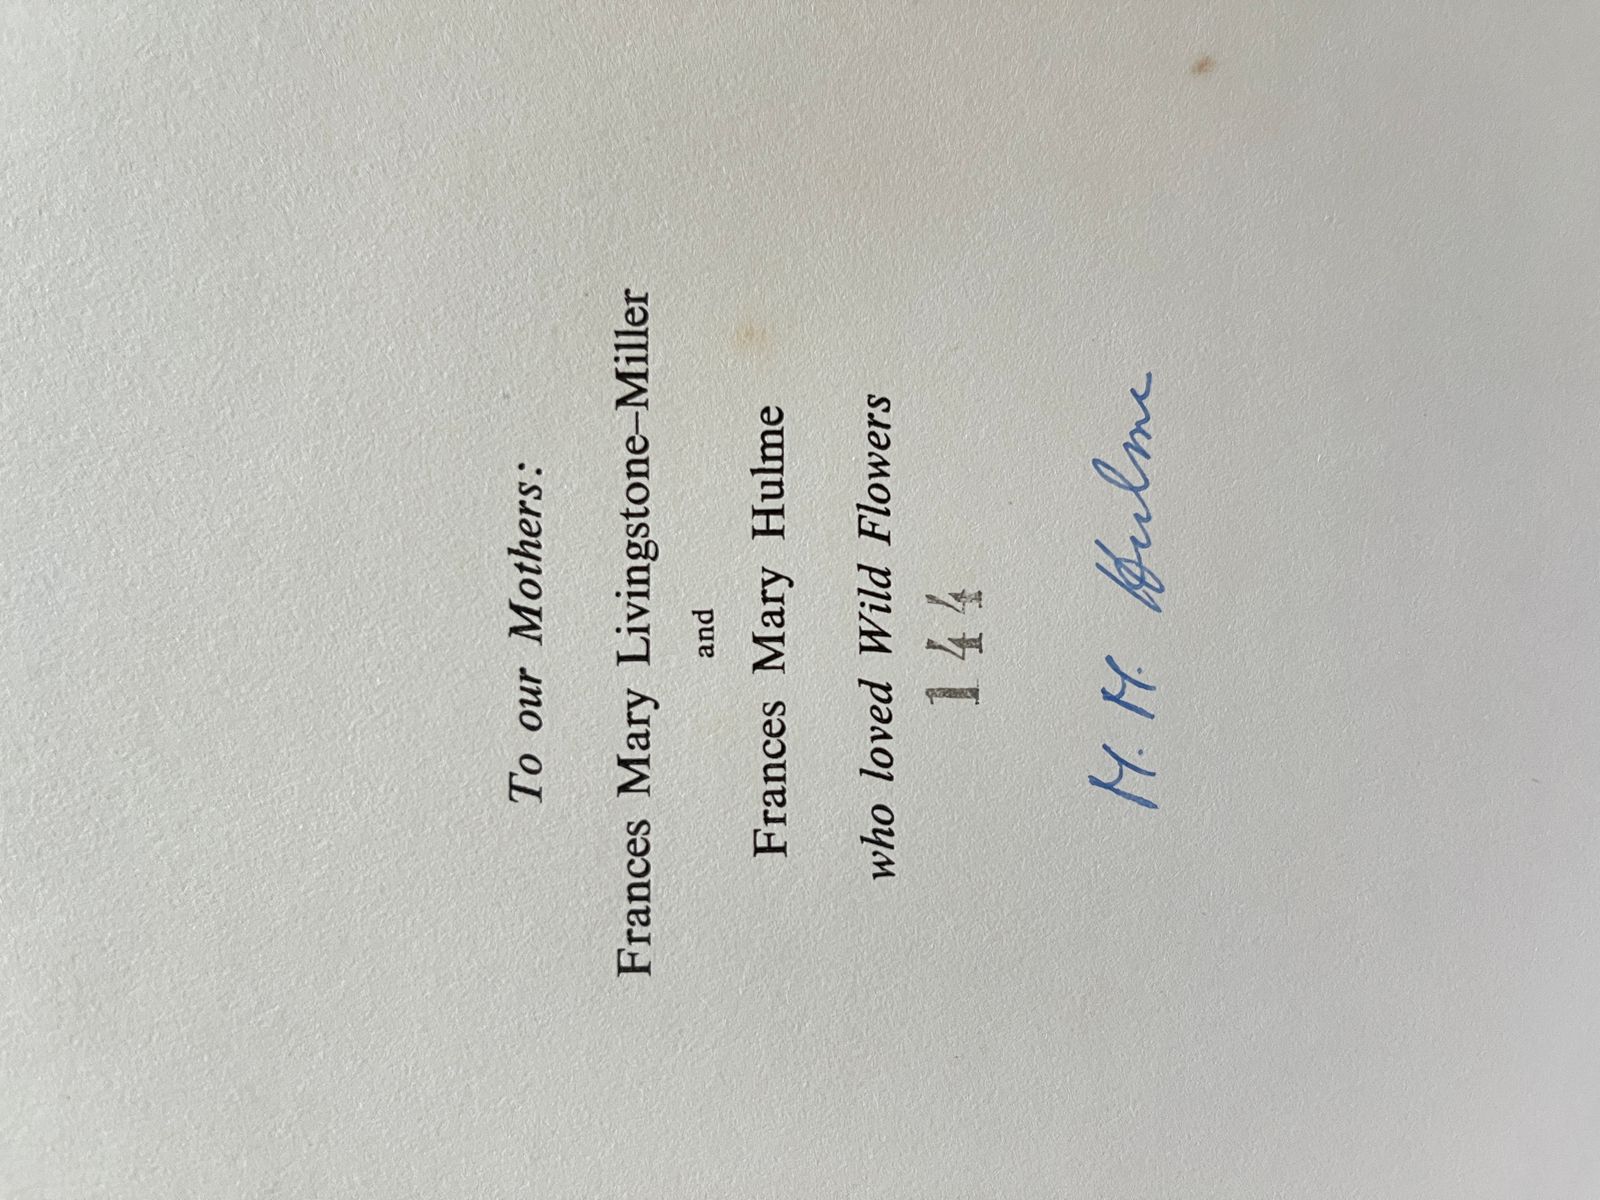 To our Mothers:
Frances Mary Livingstone–Miller
and
Frances Mary Hulme
who loved Wild Flowers
144
M. M. Hulme